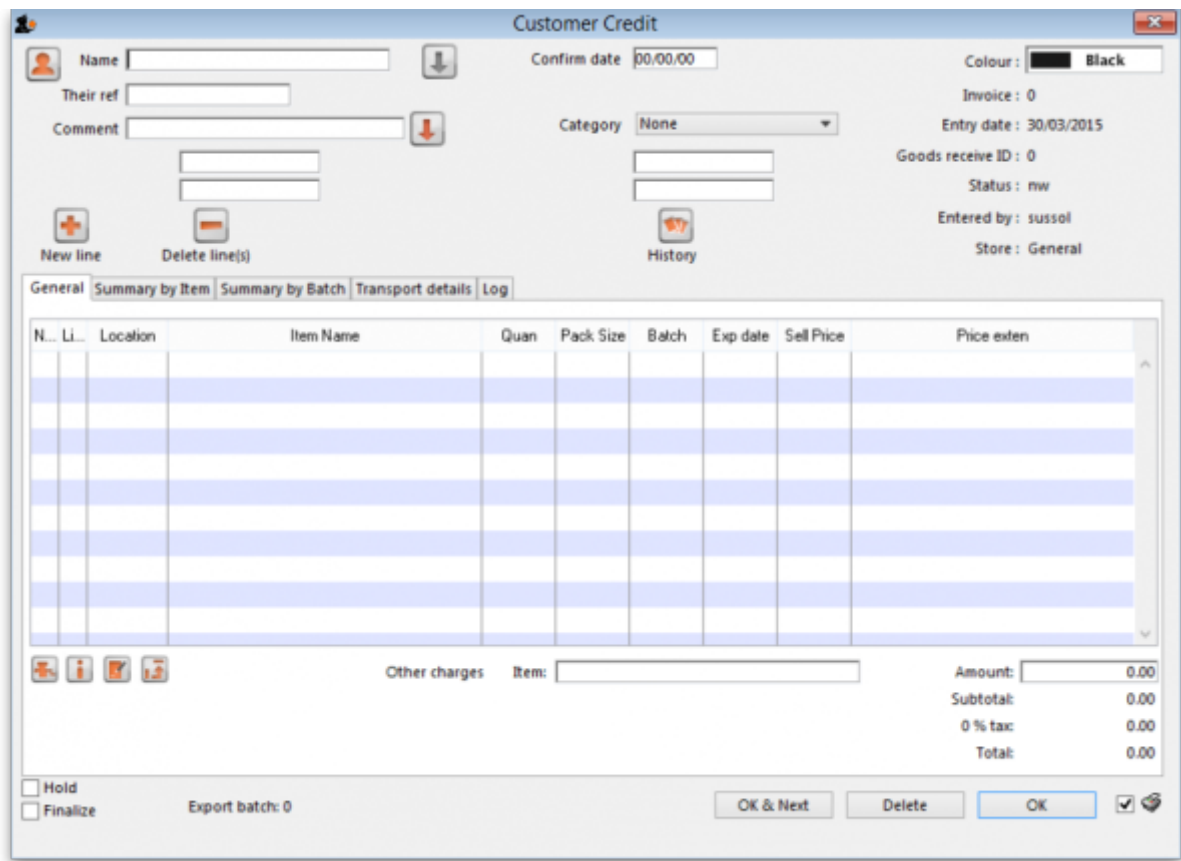 Customer Credit
Name
Confirm date 00/00/00
Colour : Black
Their ref
Invoice : 0
Comment
Category None
Entry date : 30/03/2015
Goods receive ID : 0
Status : nw
Entered by : sussol
Store : General
New line
Delete line(s)
History
General Summary by Item Summary by Batch Transport details Log
N... Li... Location Item Name Quan Pack Size Batch Exp date Sell Price Price exten
Other charges Item: Amount: 0.00
Subtotal: 0.00
0 % tax: 0.00
Total: 0.00
Hold
Finalize
Export batch: 0
OK & Next Delete OK